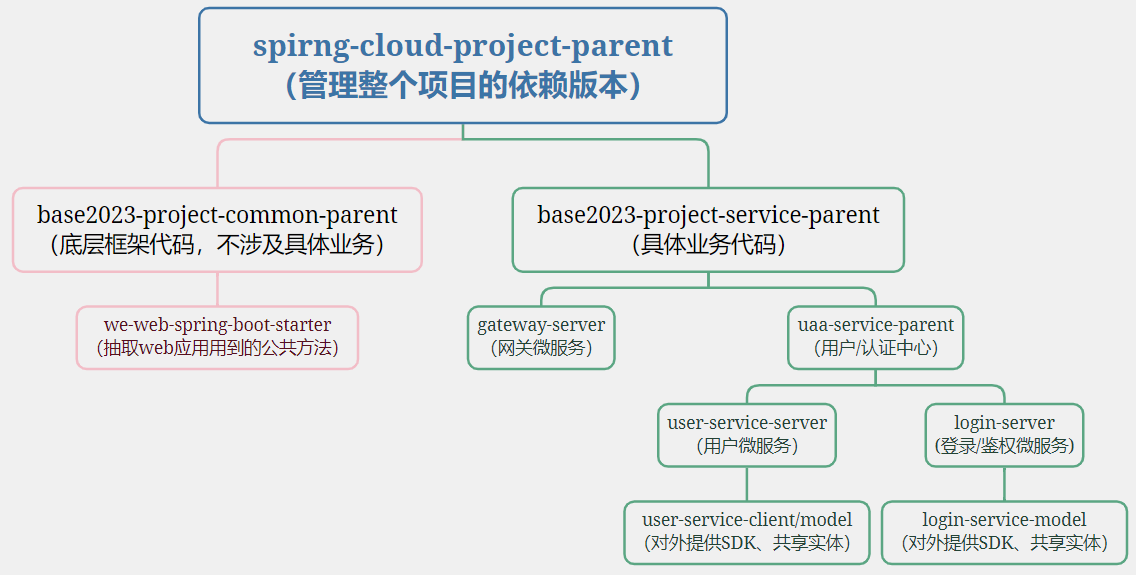 spirng-cloud-project-parent
（管理整个项目的依赖版本）
base2023-project-common-parent
（底层框架代码，不涉及具体业务）
base2023-project-service-parent
（具体业务代码）
we-web-spring-boot-starter
（抽取web应用用到的公共方法）
gateway-server
（网关微服务）
uaa-service-parent
（用户/认证中心）
user-service-server
（用户微服务）
login-server
(登录/鉴权微服务)
user-service-client/model
（对外提供SDK、共享实体）
login-service-model
（对外提供SDK、共享实体）